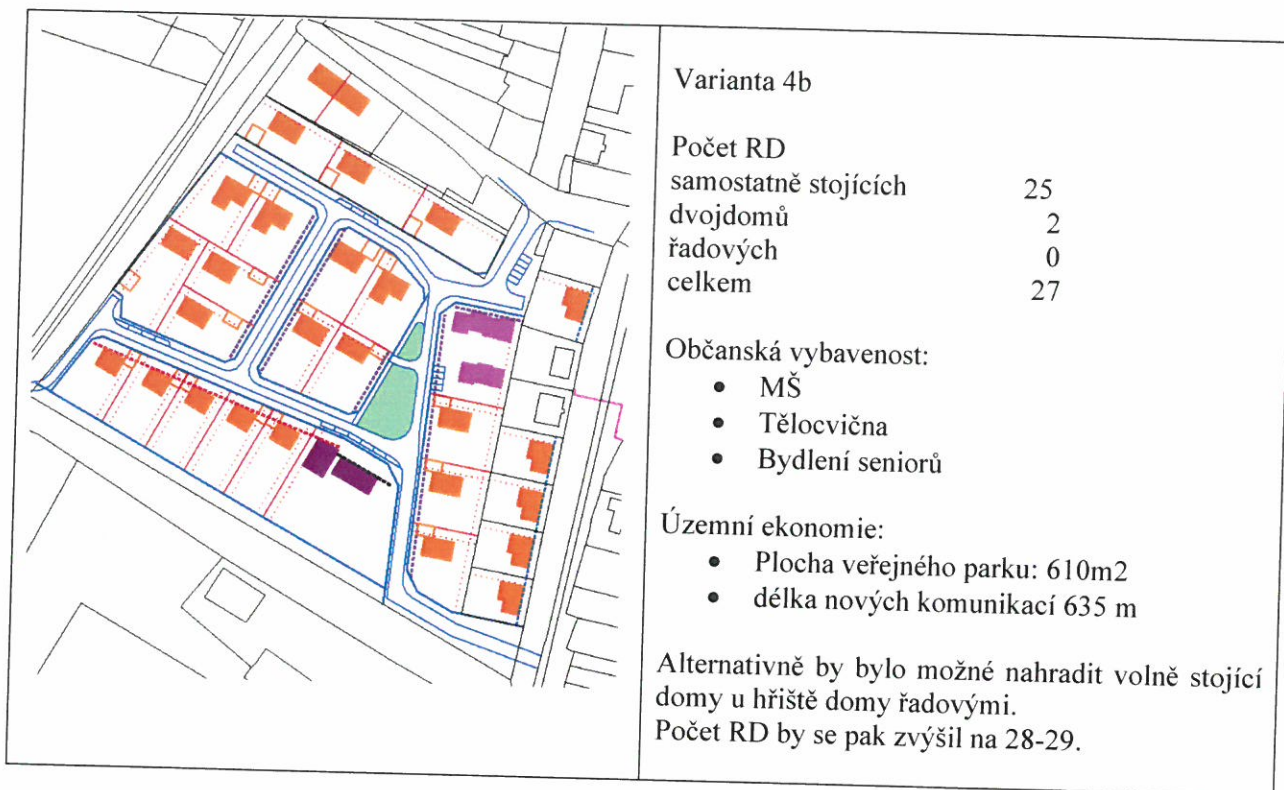 Varianta 4b
Počet RD
samostatně stojících 25
dvojdomů 2
řadových 0
celkem 27
Občanská vybavenost:
• MŠ
• Tělocvična
• Bydlení seniorů
Územní ekonomie:
• Plocha veřejného parku: 610m2
• délka nových komunikací 635 m
Alternativně by bylo možné nahradit volně stojící
domy u hřiště domy řadovými.
Počet RD by se pak zvýšil na 28-29.